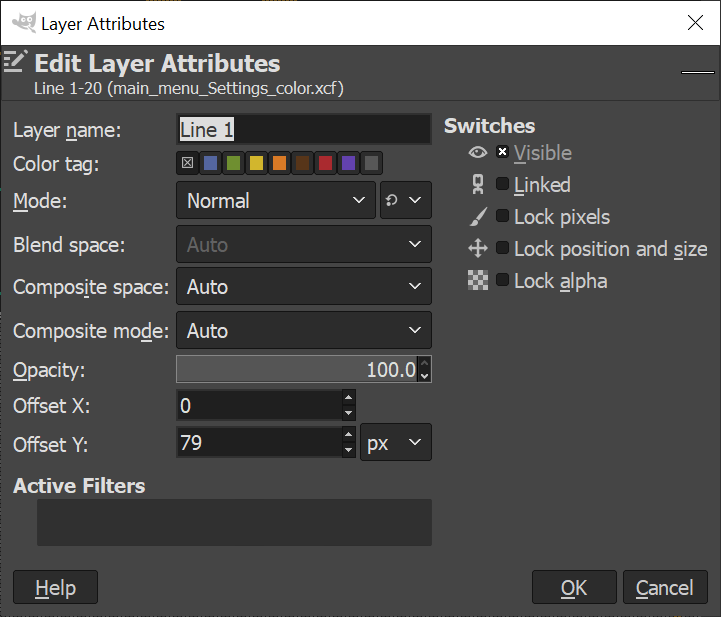 Layer Attributes
Edit Layer Attributes
Line 1-20 (main_menu_Settings_color.xcf)
Layer name: Line 1
Color tag:
Mode: Normal
Blend space: Auto
Composite space: Auto
Composite mode: Auto
Opacity: 100.0
Offset X: 0
Offset Y: 79 px
Active Filters
Switches
Visible
Linked
Lock pixels
Lock position and size
Lock alpha
Help OK Cancel